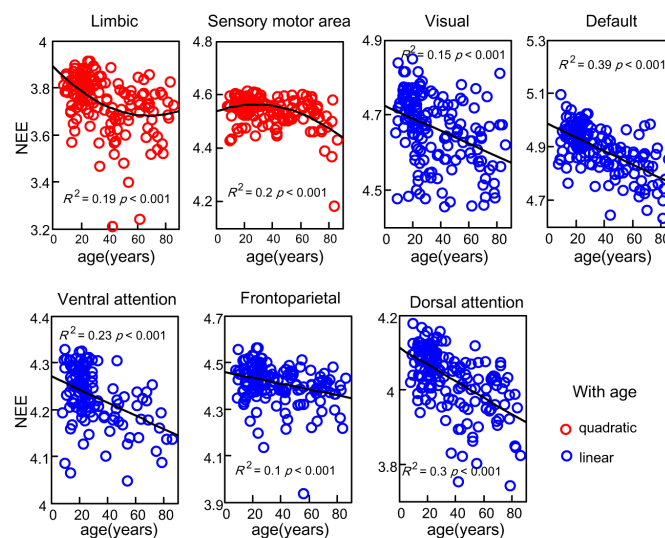 Limbic
Sensory motor area
Visual
Default
4
3.8
3.6
3.4
3.2
NEE
R² = 0.19 p < 0.001
0 20 40 60 80
age(years)
4.8
4.6
4.4
4.2
R² = 0.2 p < 0.001
0 20 40 60 80
age(years)
4.9
4.7
4.5
R² = 0.15 p < 0.001
0 20 40 60 80
age(years)
5.3
5.1
4.9
4.7
R² = 0.39 p < 0.001
0 20 40 60 80
age(years)
Ventral attention
Frontoparietal
Dorsal attention
4.4
4.3
4.2
4.1
4
NEE
R² = 0.23 p < 0.001
0 20 40 60 80
age(years)
4.7
4.5
4.3
4.1
3.9
R² = 0.1 p < 0.001
0 20 40 60 80
age(years)
4.2
4
3.8
R² = 0.3 p < 0.001
0 20 40 60 80
age(years)
With age
quadratic
linear